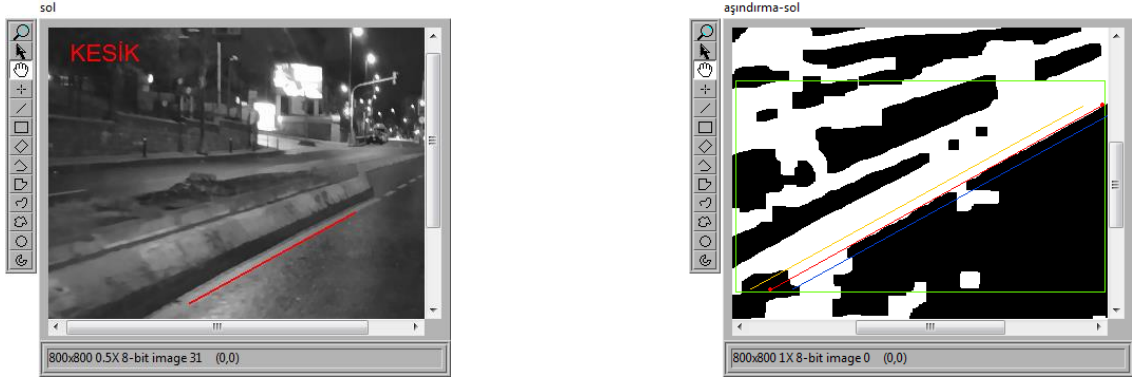 sol
KESİK
800x800 0.5X 8-bit image 31 (0,0)
aşındırma-sol
800x800 1X 8-bit image 0 (0,0)